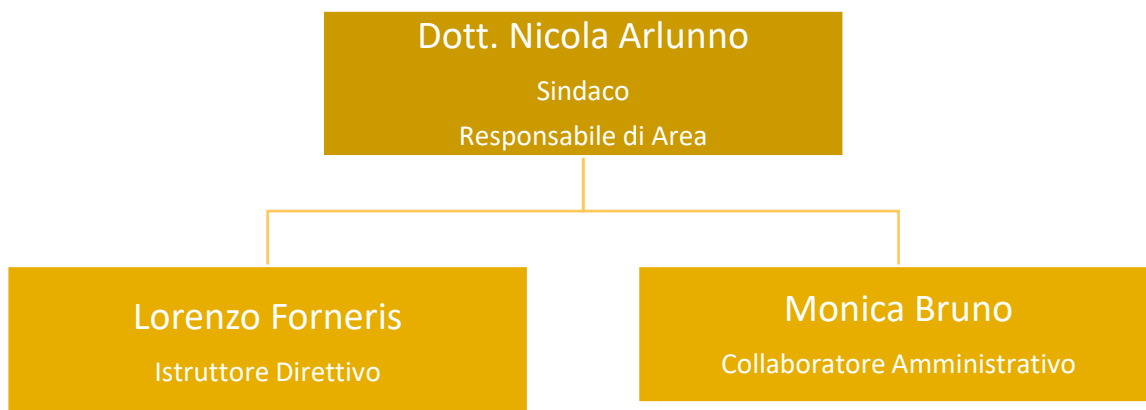 Dott. Nicola Arlunno
Sindaco
Responsabile di Area
Lorenzo Forneris
Istruttore Direttivo
Monica Bruno
Collaboratore Amministrativo